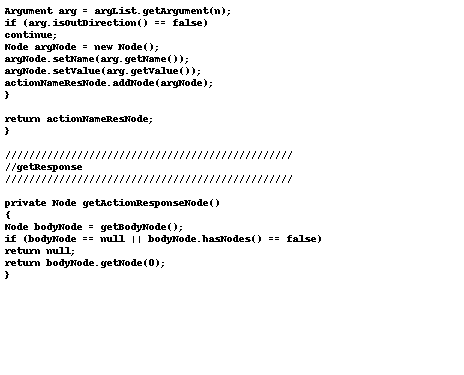 Argument arg = argList.getArgument(n);
if (arg.isOutDirection() == false)
continue;
Node argNode = new Node();
argNode.setName(arg.getName());
argNode.setValue(arg.getValue());
actionNameResNode.addNode(argNode);
}

return actionNameResNode;
}

////////////////////////////////////////////////
//getResponse
////////////////////////////////////////////////

private Node getActionResponseNode()
{
Node bodyNode = getBodyNode();
if (bodyNode == null || bodyNode.hasNodes() == false)
return null;
return bodyNode.getNode(0);
}